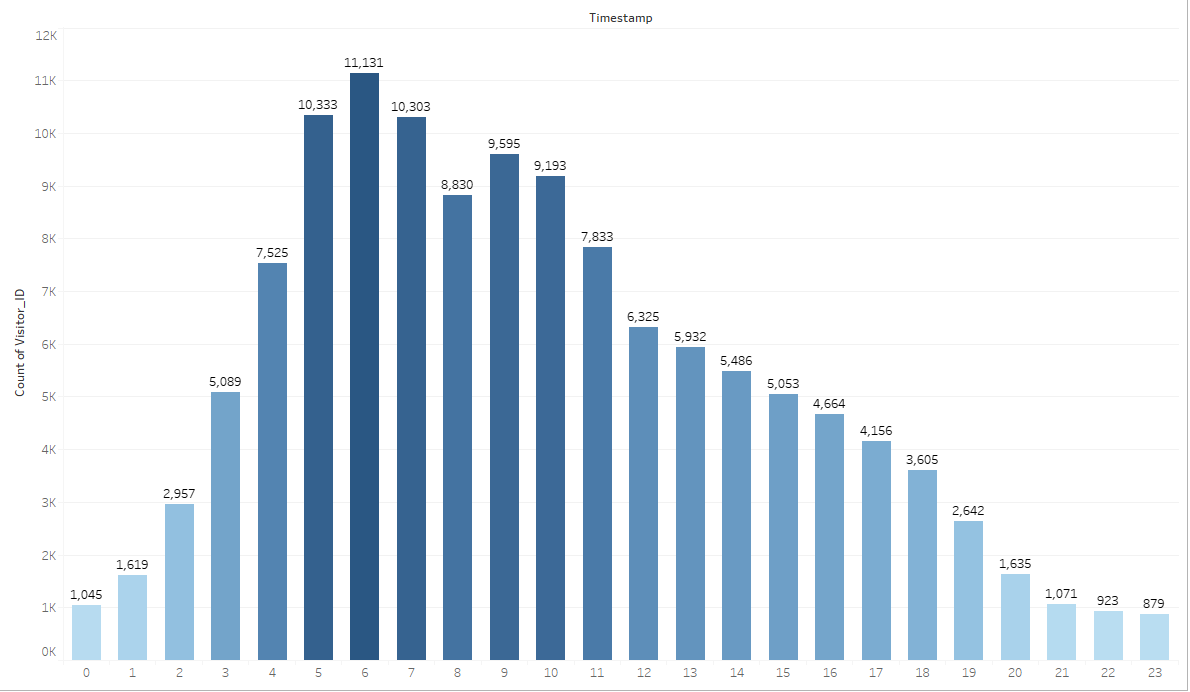 Timestamp
12K
11K
10K
9K
8K
7K
6K
5K
4K
3K
2K
1K
0K
Count of Visitor_ID
1,045
1,619
2,957
5,089
7,525
10,333
11,131
10,303
8,830
9,595
9,193
7,833
6,325
5,932
5,486
5,053
4,664
4,156
3,605
2,642
1,635
1,071
923
879
0 1 2 3 4 5 6 7 8 9 10 11 12 13 14 15 16 17 18 19 20 21 22 23